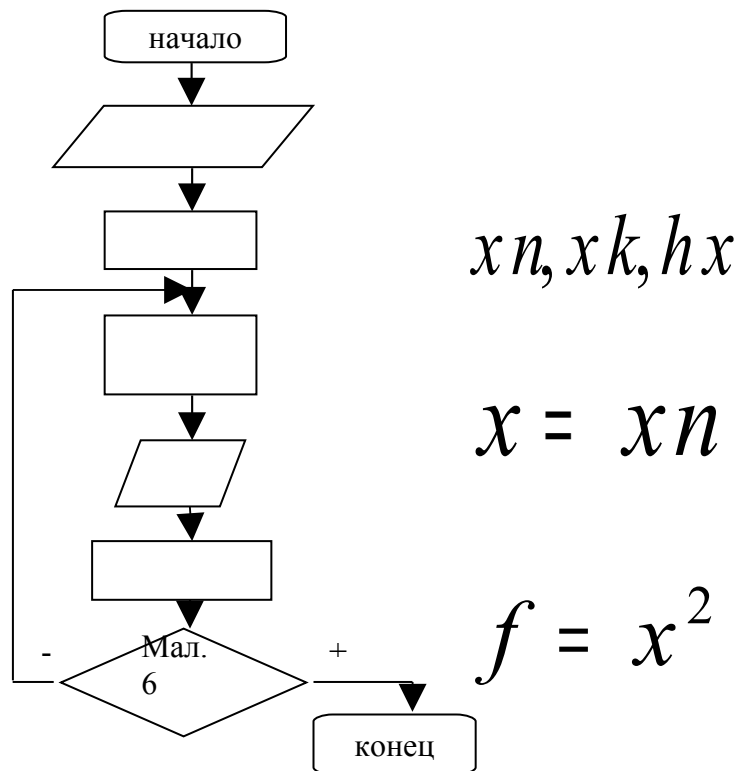 начало
xn, xk, hx
x = xn
f = x²
- Мал. +
6
конец